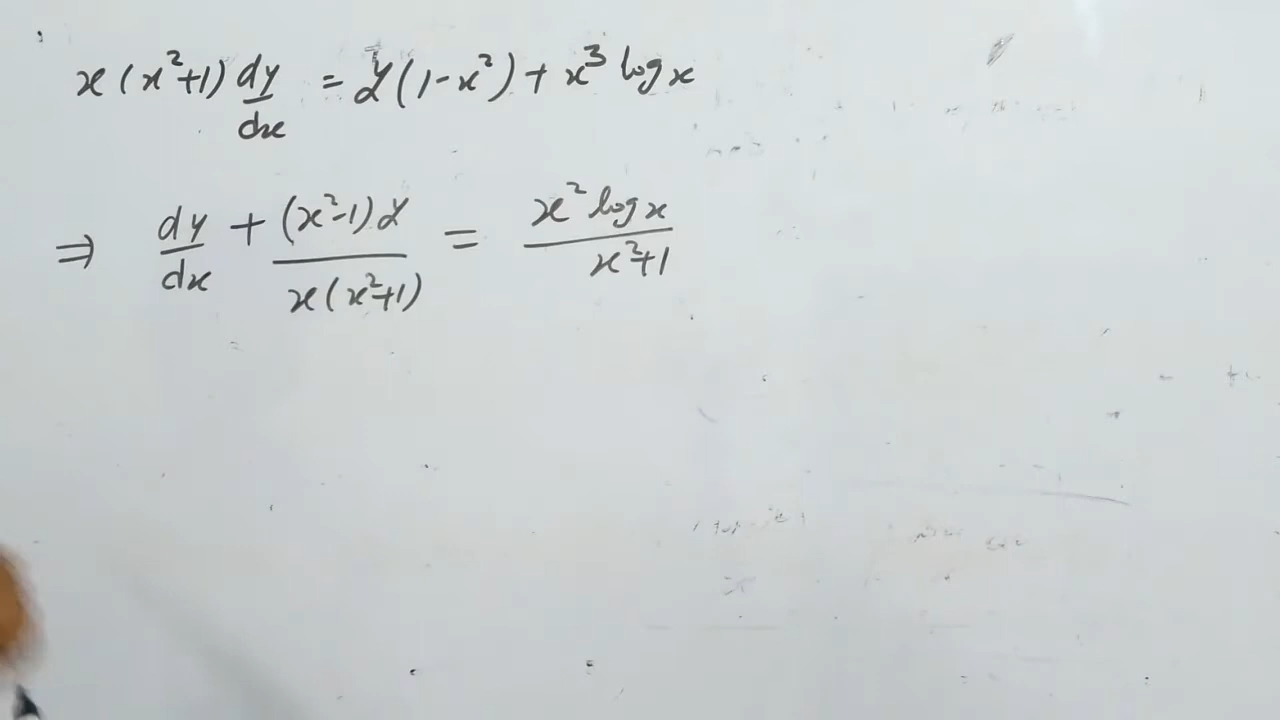 x(x²+1) dy/dx = y(1-x²) + x³ log x
⇒ dy/dx + (x²-1)y / x(x²+1) = x² log x / x²+1